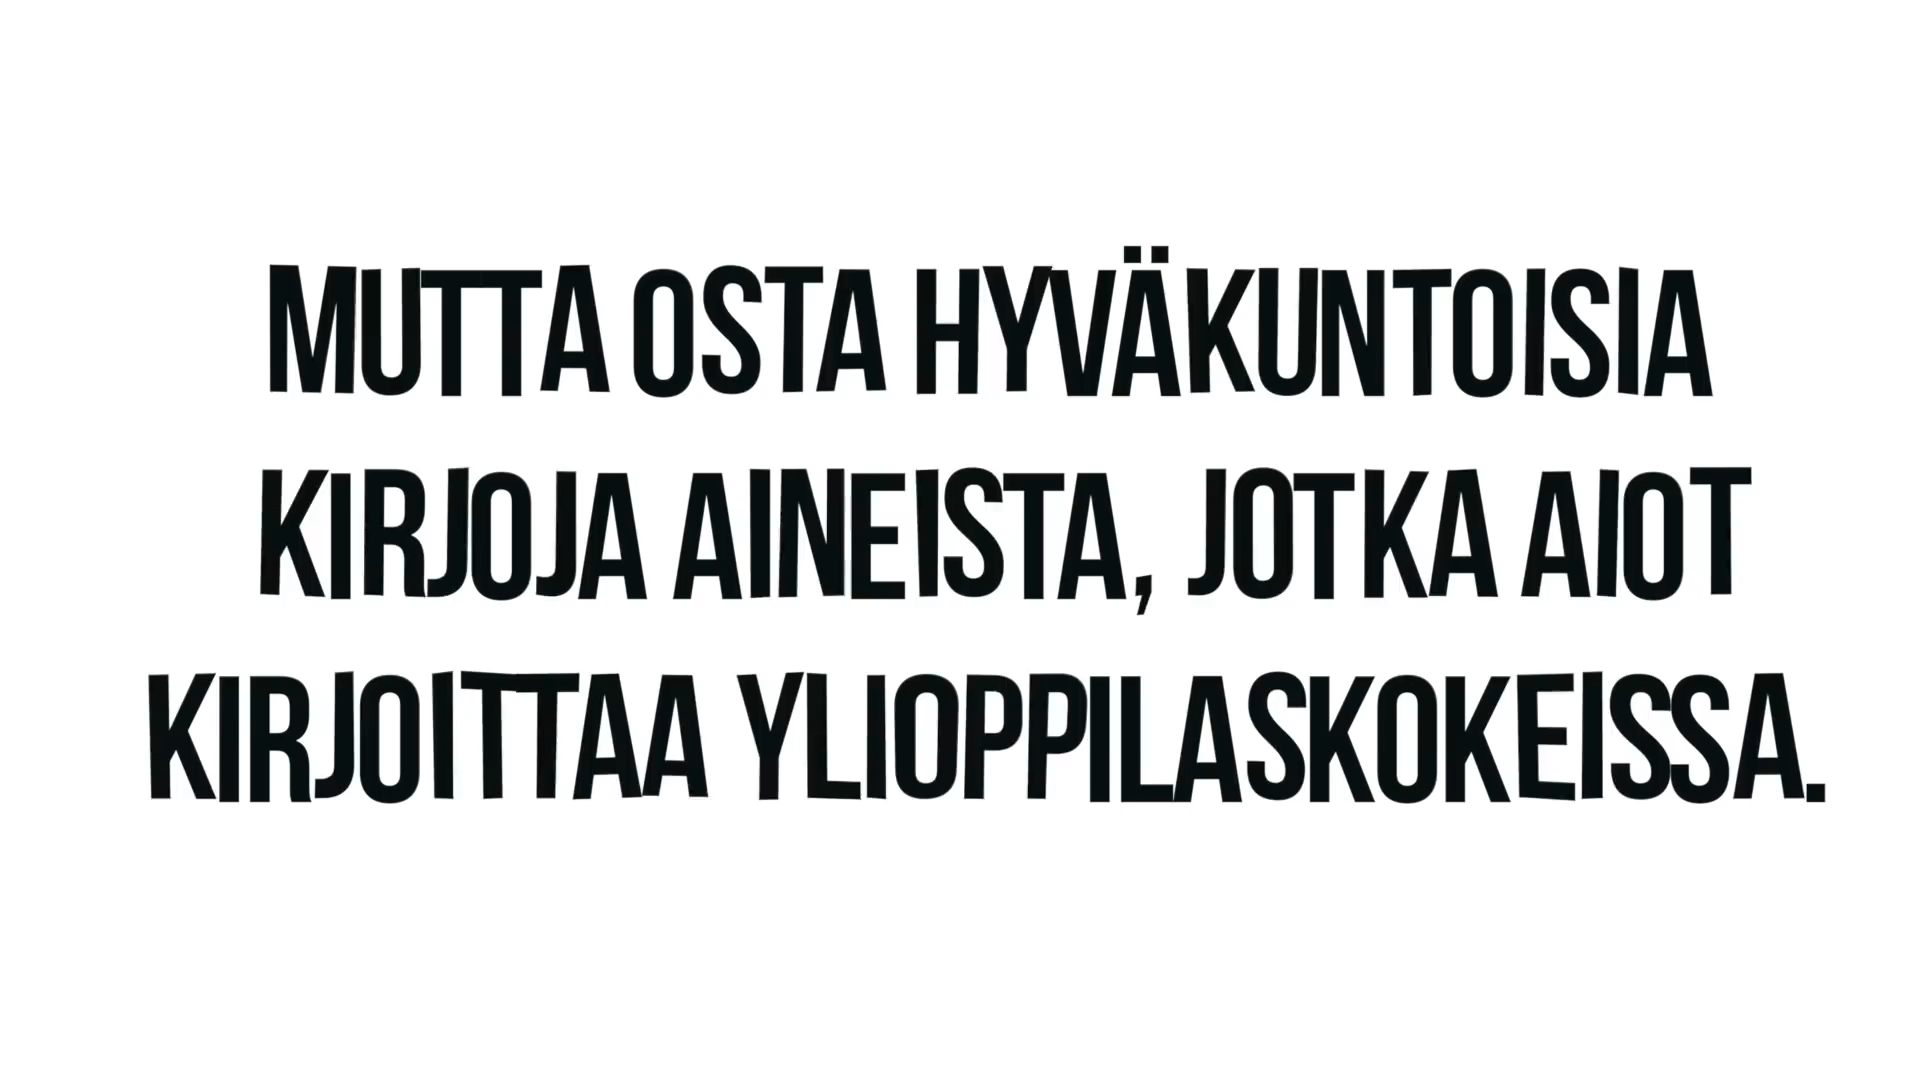 MUTTA OSTA HYVÄKUNTOISIA
KIRJOJA AINEISTA, JOTKA AIOT
KIRJOITTAA YLIOPPILASKOKEISSA.